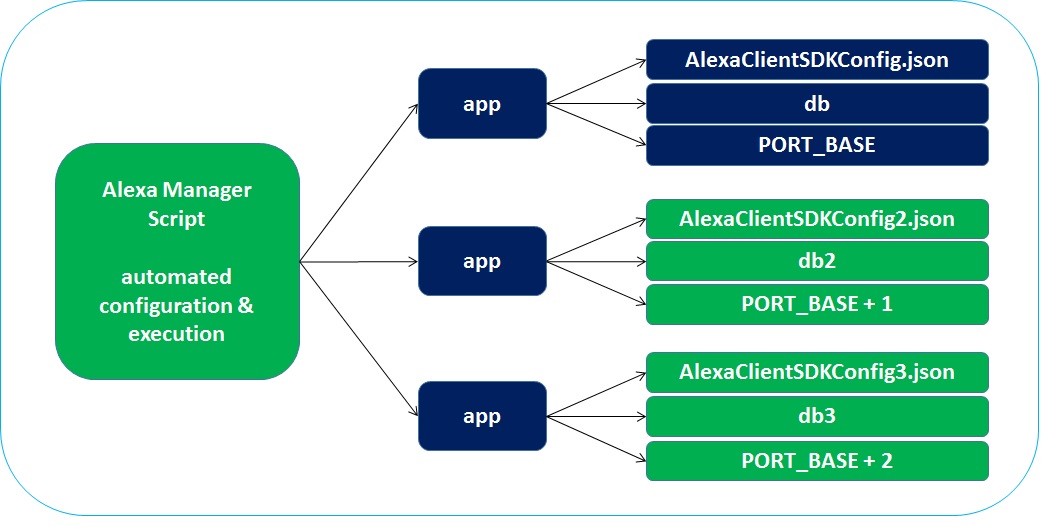 Alexa Manager
Script
automated
configuration &
execution
app
AlexaClientSDKConfig.json
db
PORT_BASE
app
AlexaClientSDKConfig2.json
db2
PORT_BASE + 1
app
AlexaClientSDKConfig3.json
db3
PORT_BASE + 2